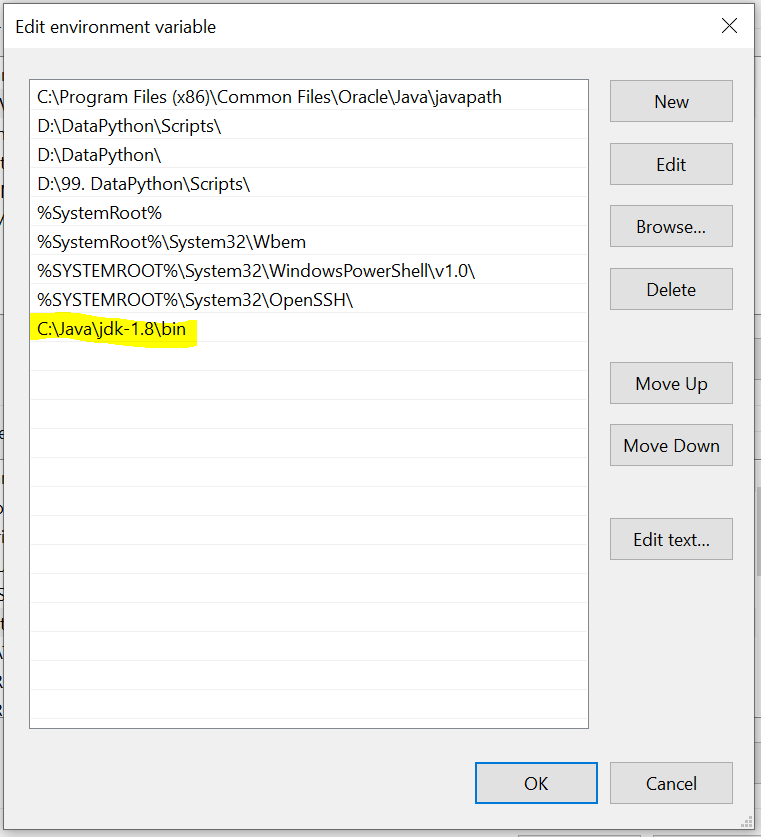 Edit environment variable
C:\Program Files (x86)\Common Files\Oracle\Java\javapath
D:\DataPython\Scripts\
D:\DataPython\
D:\99. DataPython\Scripts\
%SystemRoot%
%SystemRoot%\System32\Wbem
%SYSTEMROOT%\System32\WindowsPowerShell\v1.0\
%SYSTEMROOT%\System32\OpenSSH\
C:\Java\jdk-1.8\bin
New
Edit
Browse...
Delete
Move Up
Move Down
Edit text...
OK
Cancel